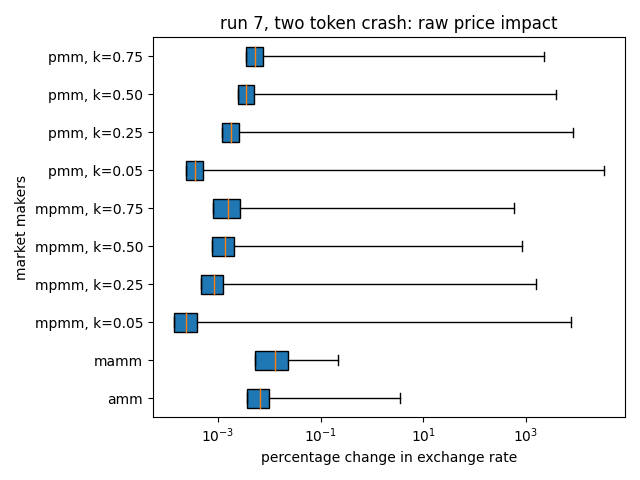 run 7, two token crash: raw price impact
pmm, k=0.75
pmm, k=0.50
pmm, k=0.25
pmm, k=0.05
mpmm, k=0.75
mpmm, k=0.50
mpmm, k=0.25
mpmm, k=0.05
mamm
amm
market makers
10⁻³ 10⁻¹ 10¹ 10³
percentage change in exchange rate